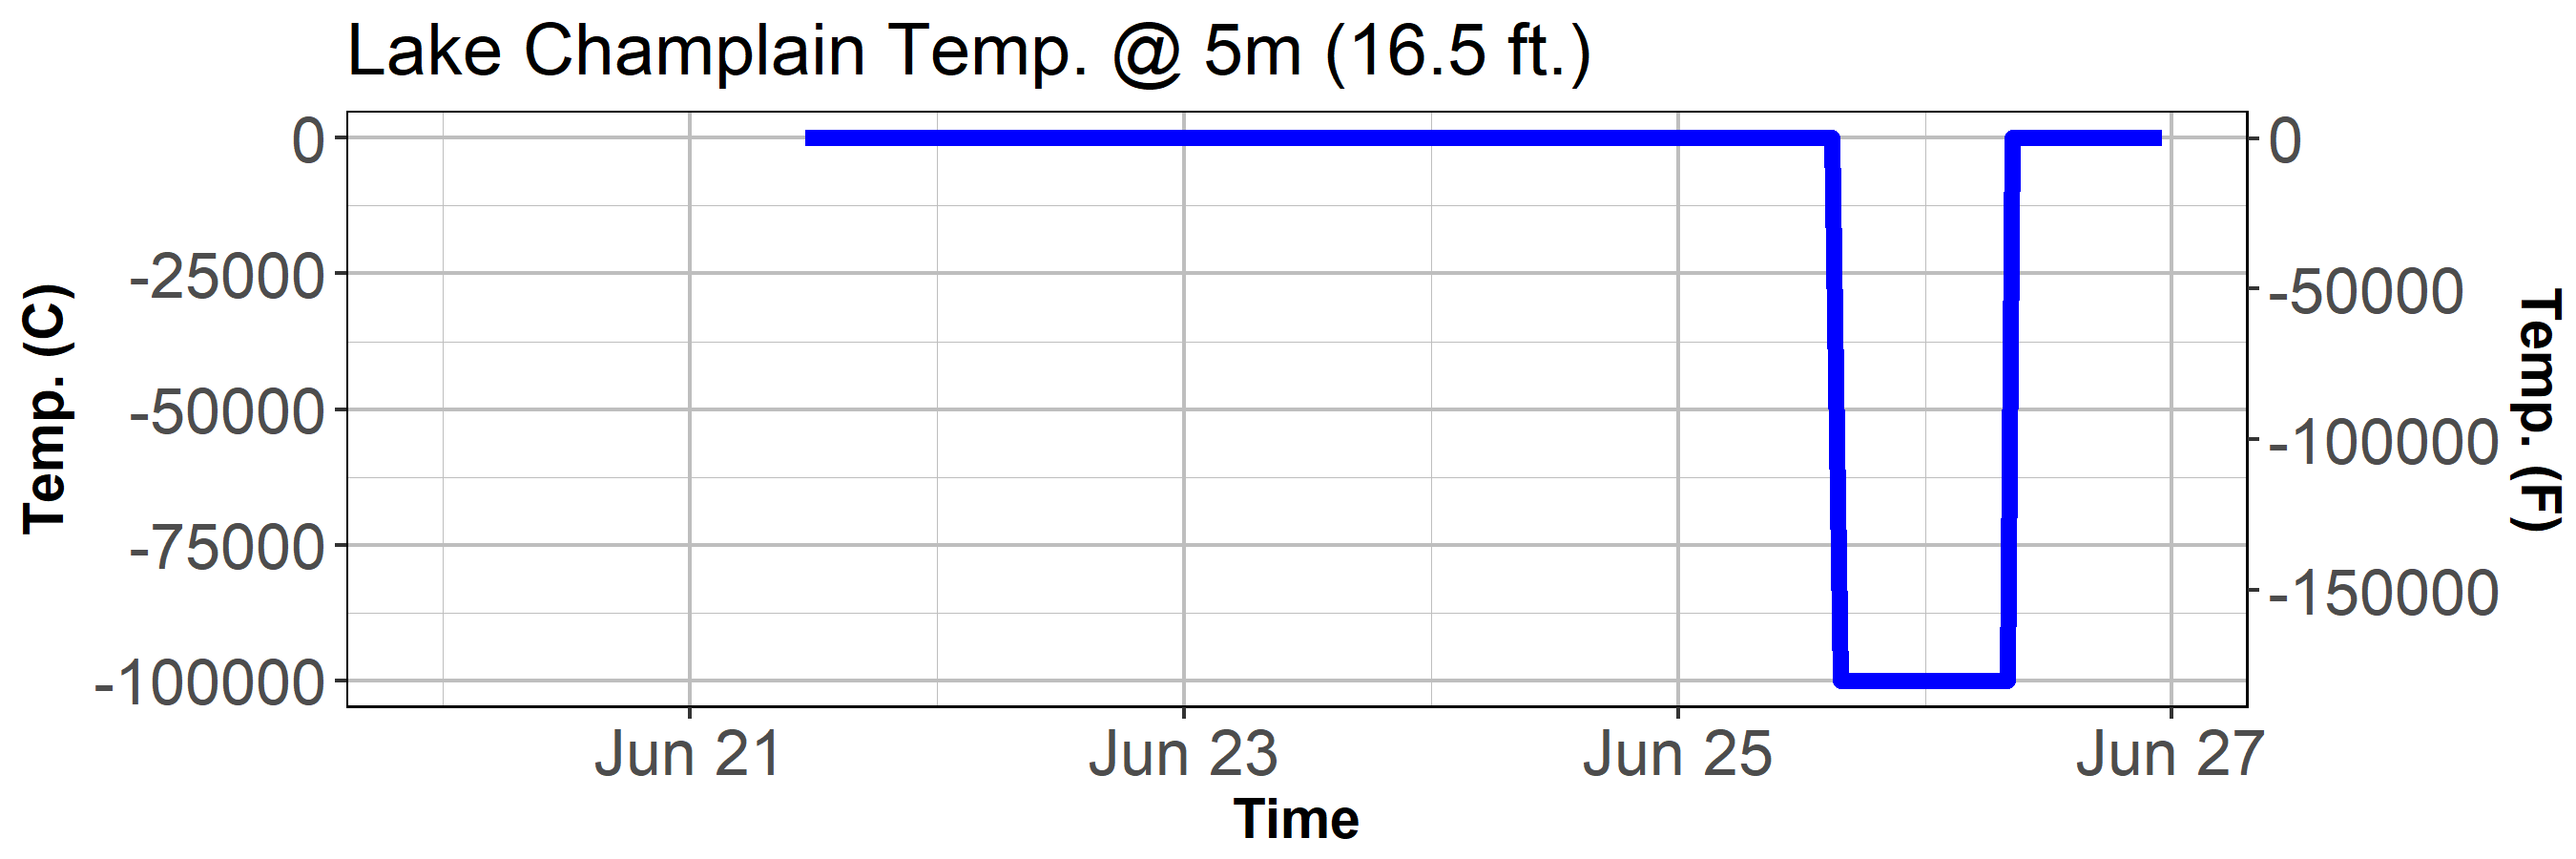 Lake Champlain Temp. @ 5m (16.5 ft.)
Temp. (C)
0
-25000
-50000
-75000
-100000
0
-50000
-100000
-150000
Temp. (F)
Jun 21
Jun 23
Jun 25
Jun 27
Time